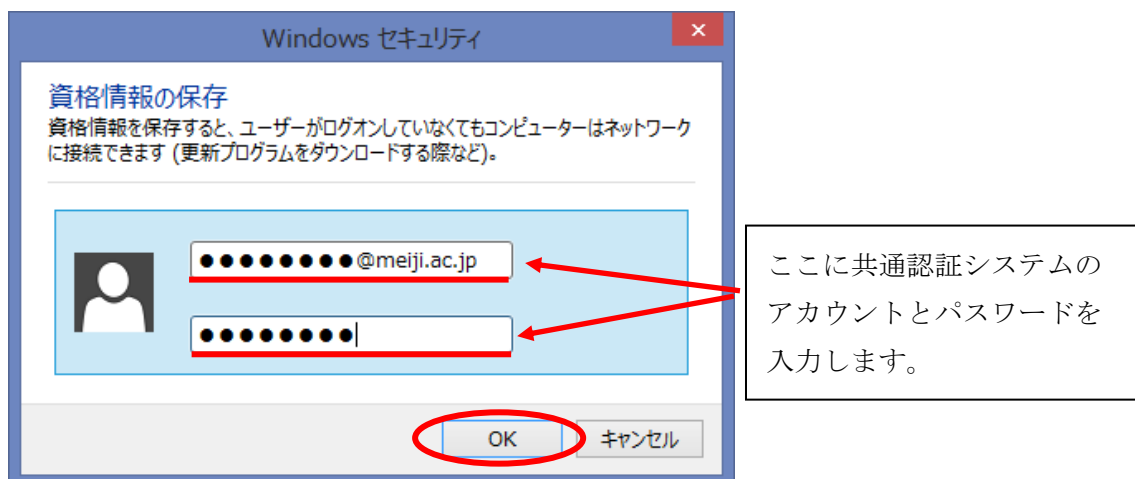 Windows セキュリティ
資格情報の保存
資格情報を保存すると、ユーザーがログオンしていなくてもコンピューターはネットワーク
に接続できます (更新プログラムをダウンロードする際など)。
●●●●●●●●@meiji.ac.jp
●●●●●●●●
ここに共通認証システムの
アカウントとパスワードを
入力します。
OK
キャンセル